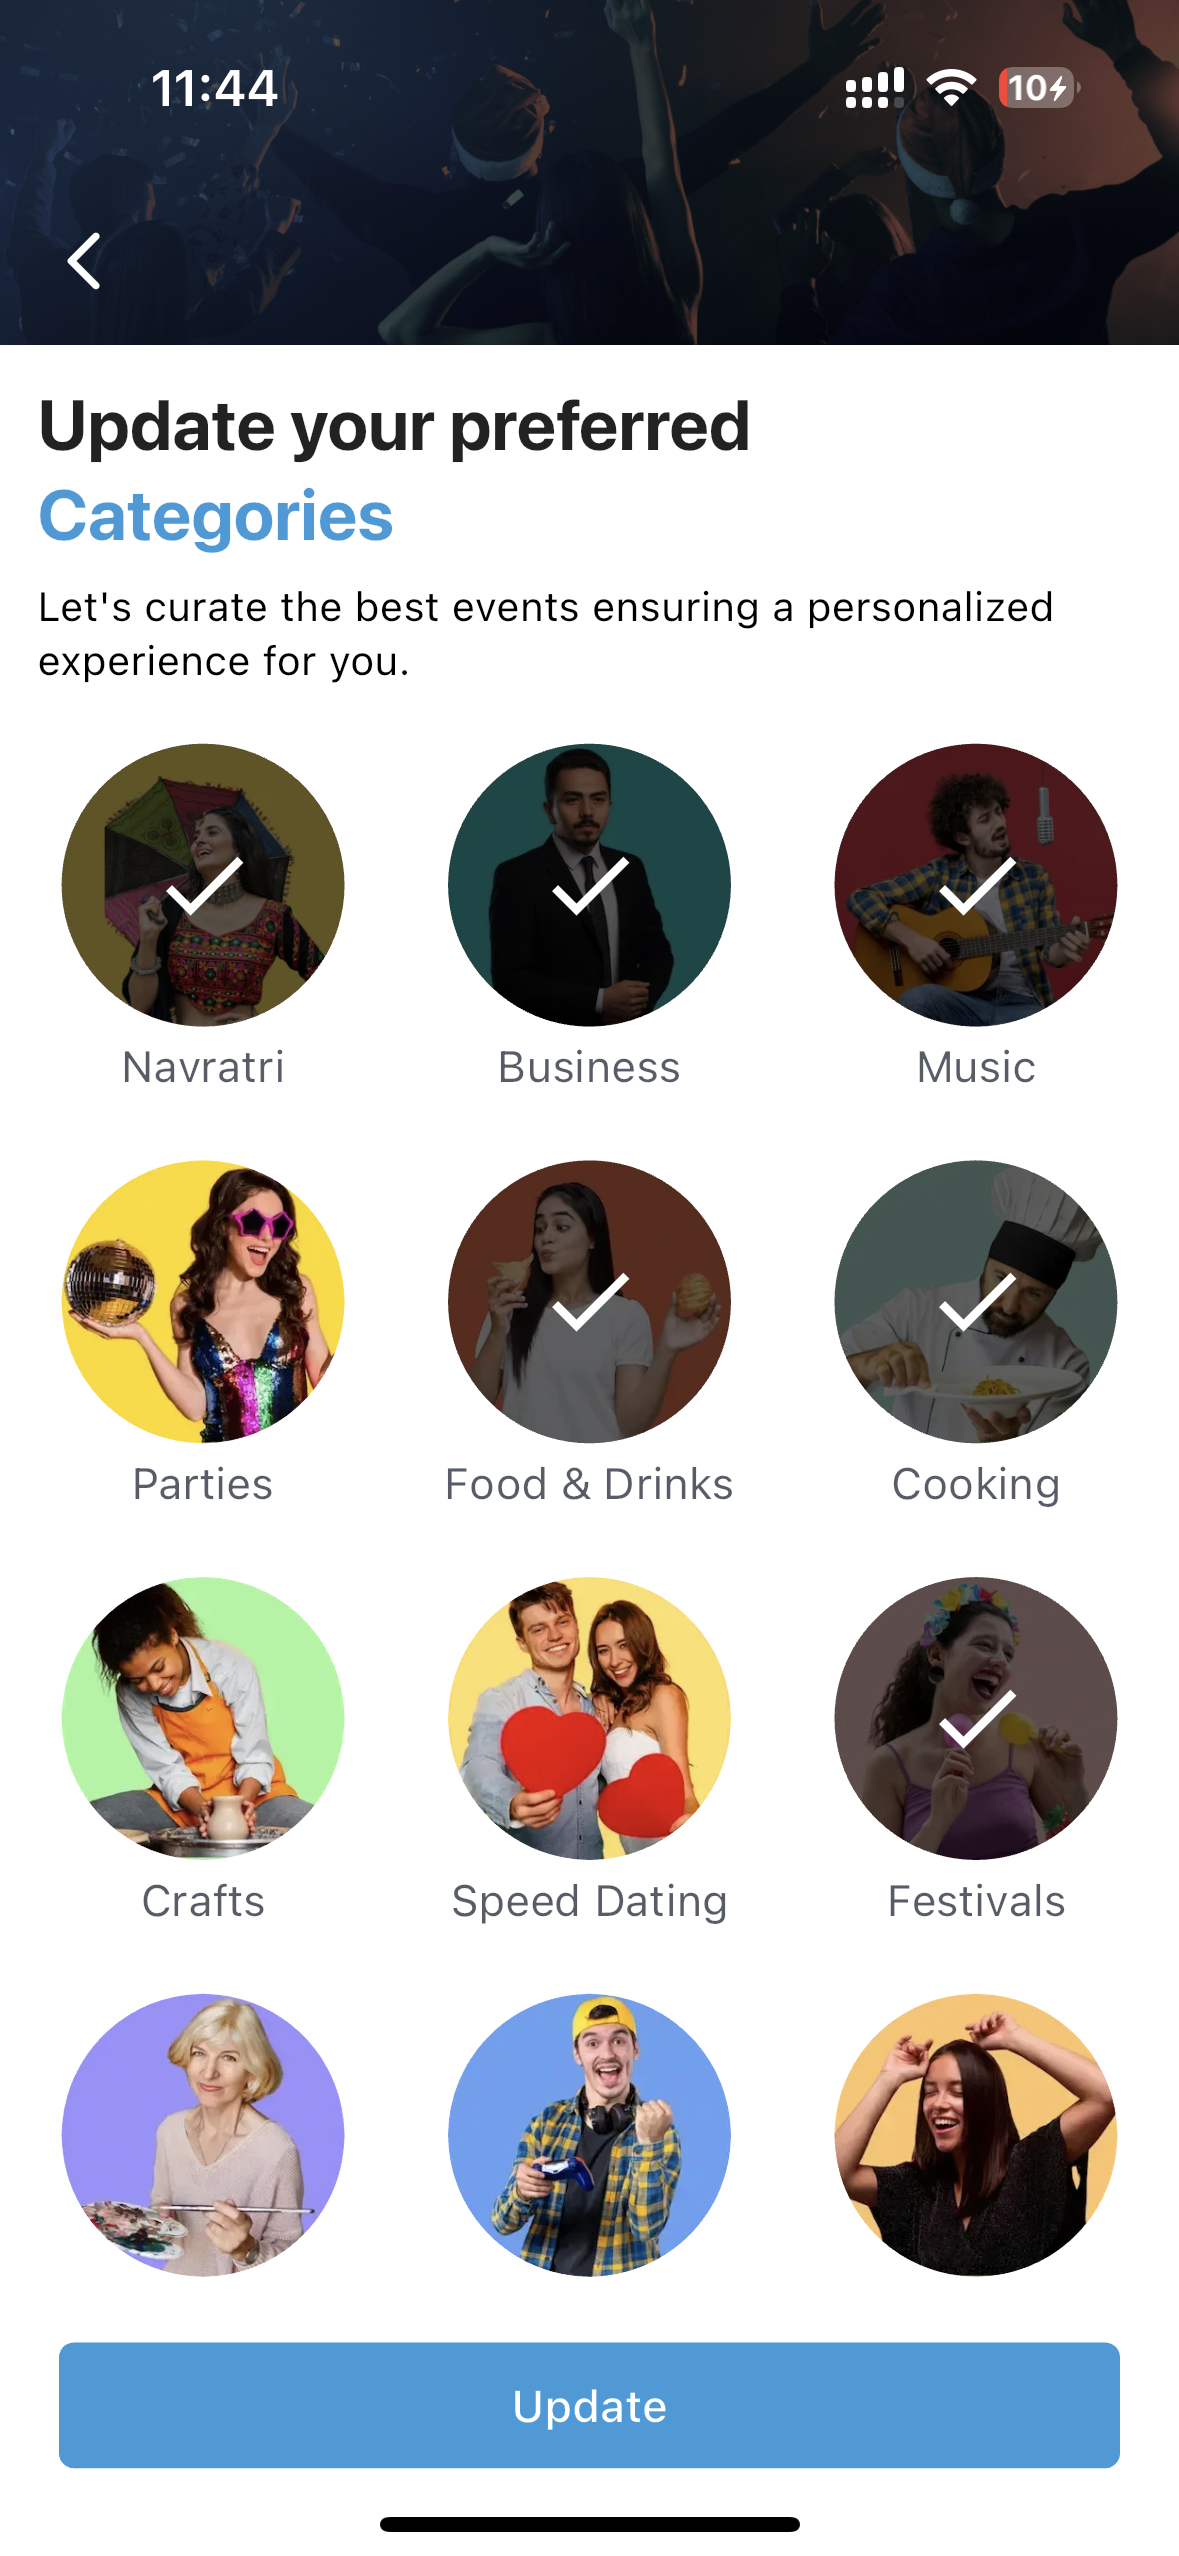 11:44
10
Update your preferred
Categories
Let's curate the best events ensuring a personalized
experience for you.
Navratri
Business
Music
Parties
Food & Drinks
Cooking
Crafts
Speed Dating
Festivals
Update